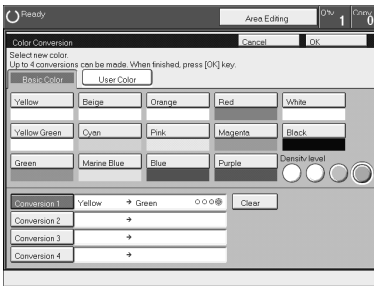 Ready
Area Editing
Q'ty 1
Copy 0
Color Conversion
Cancel
OK
Select new color.
Up to 4 conversions can be made. When finished, press [OK] key.
Basic Color
User Color
Yellow
Beige
Orange
Red
White
Yellow Green
Cyan
Pink
Magenta
Black
Green
Marine Blue
Blue
Purple
Density level
Conversion 1
Yellow → Green
Clear
Conversion 2
→
Conversion 3
→
Conversion 4
→